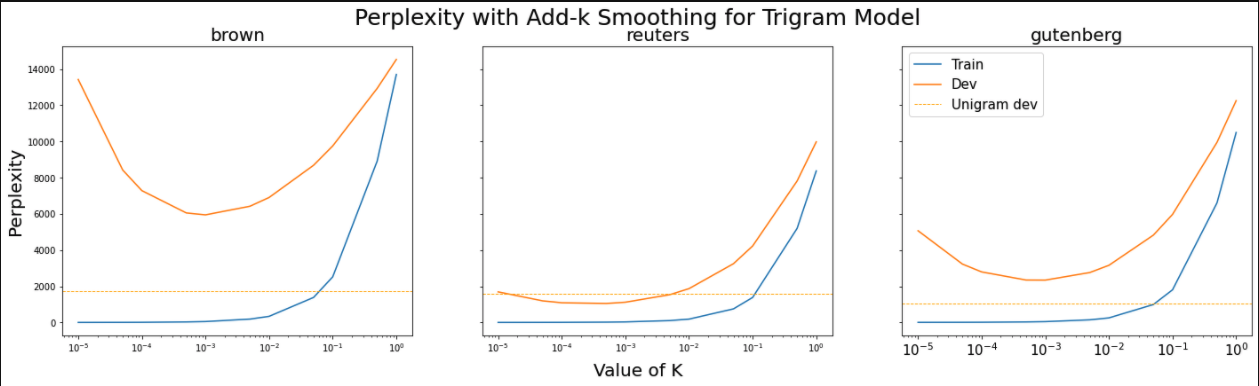 Perplexity with Add-k Smoothing for Trigram Model
brown
reuters
gutenberg
Perplexity
14000
12000
10000
8000
6000
4000
2000
0
Train
Dev
Unigram dev
10⁻⁵ 10⁻⁴ 10⁻³ 10⁻² 10⁻¹ 10⁰
10⁻⁵ 10⁻⁴ 10⁻³ 10⁻² 10⁻¹ 10⁰
10⁻⁵ 10⁻⁴ 10⁻³ 10⁻² 10⁻¹ 10⁰
Value of K